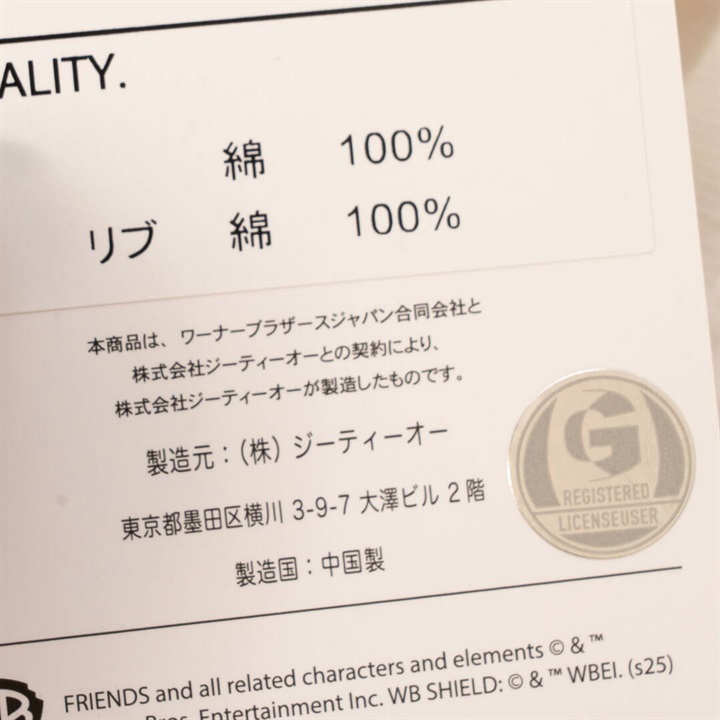 ALITY.
綿 100%
リブ 綿 100%
本商品は、ワーナーブラザースジャパン合同会社と
株式会社ジーティーオーとの契約により、
株式会社ジーティーオーが製造したものです。
製造元：(株) ジーティーオー
東京都墨田区横川 3-9-7 大澤ビル 2 階
製造国：中国製
G
REGISTERED
LICENSEUSER
FRIENDS and all related characters and elements © & ™
Bros. Entertainment Inc. WB SHIELD: © & ™ WBEI. (s25)